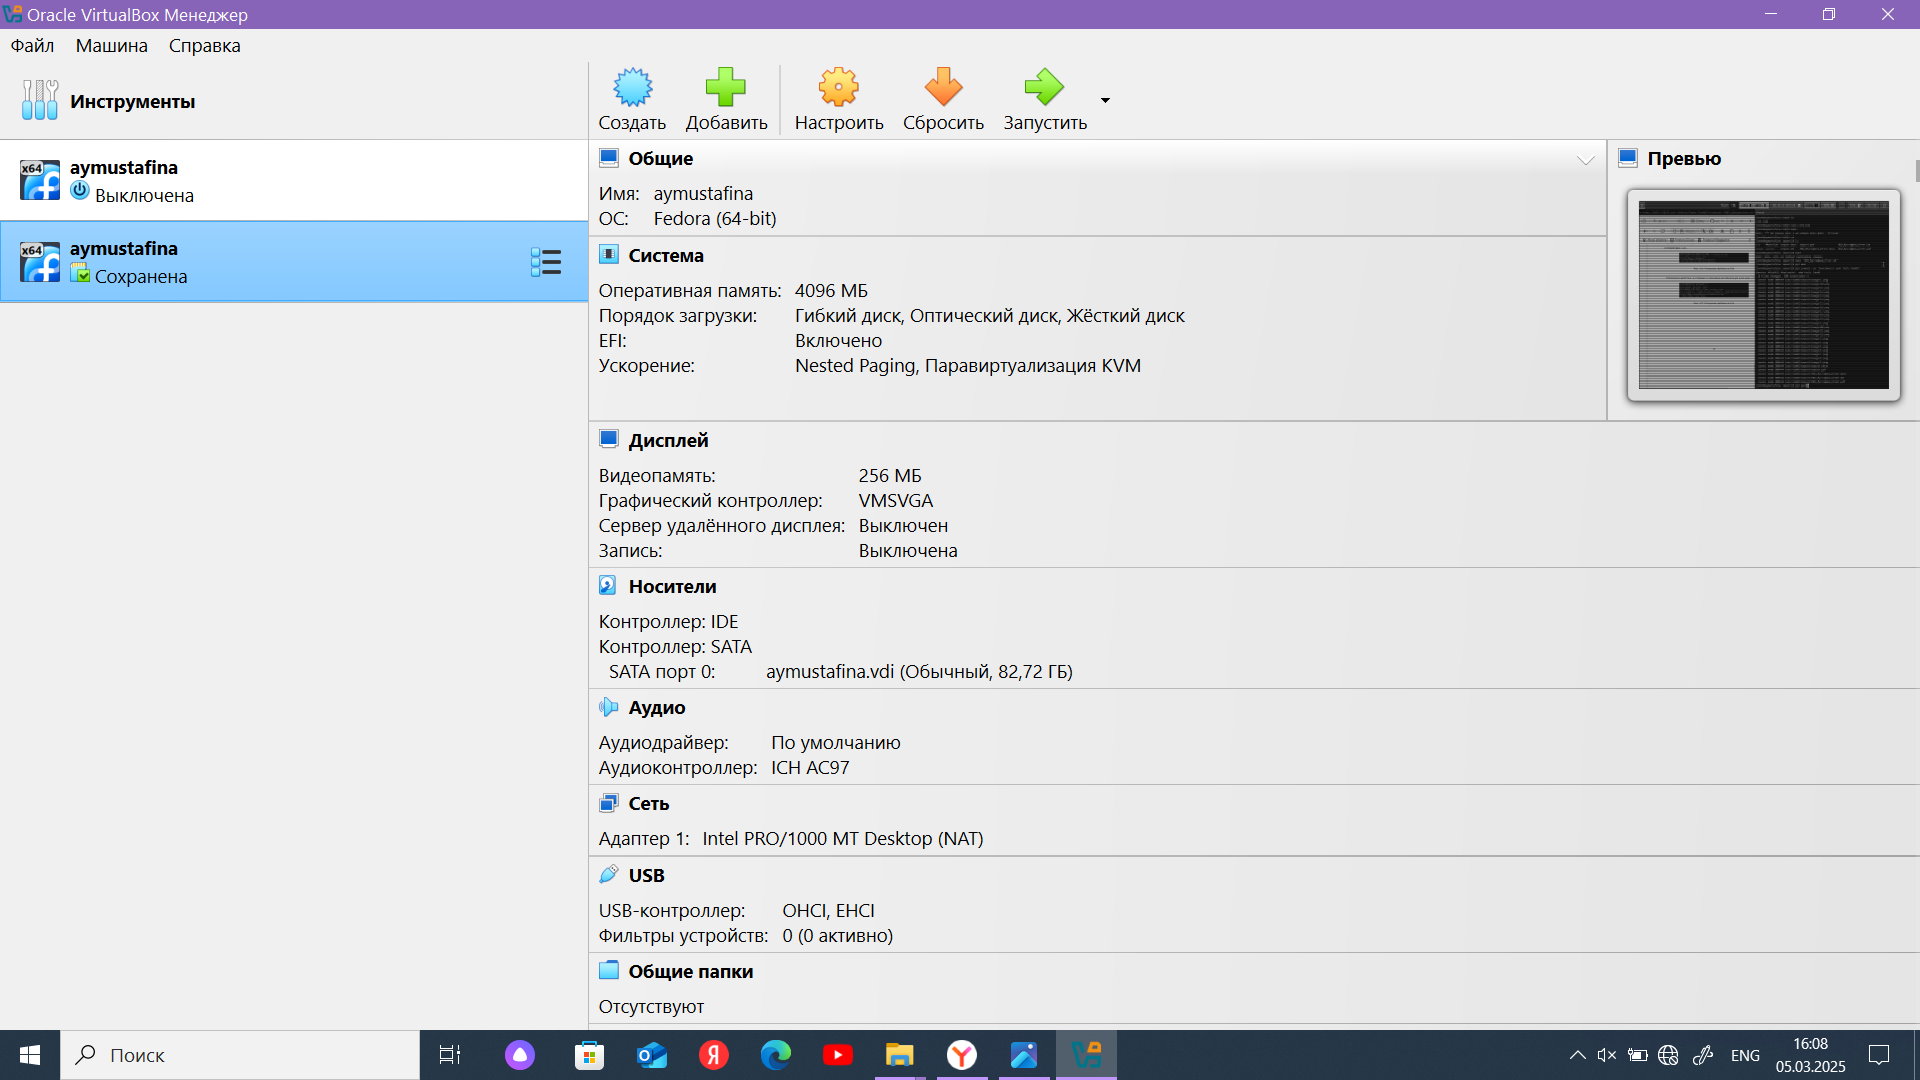 Oracle VirtualBox Менеджер
Файл Машина Справка
Инструменты
Создать Добавить Настроить Сбросить Запустить
x64
aymustafina
Выключена
x64
aymustafina
Сохранена
Общие
Имя: aymustafina
ОС: Fedora (64-bit)
Превью
Система
Оперативная память: 4096 МБ
Порядок загрузки: Гибкий диск, Оптический диск, Жёсткий диск
EFI: Включено
Ускорение: Nested Paging, Паравиртуализация KVM
Дисплей
Видеопамять: 256 МБ
Графический контроллер: VMSVGA
Сервер удалённого дисплея: Выключен
Запись: Выключена
Носители
Контроллер: IDE
Контроллер: SATA
SATA порт 0: aymustafina.vdi (Обычный, 82,72 ГБ)
Аудио
Аудиодрайвер: По умолчанию
Аудиоконтроллер: ICH AC97
Сеть
Адаптер 1: Intel PRO/1000 MT Desktop (NAT)
USB
USB-контроллер: OHCI, EHCI
Фильтры устройств: 0 (0 активно)
Общие папки
Отсутствуют
Поиск
ENG
16:08
05.03.2025